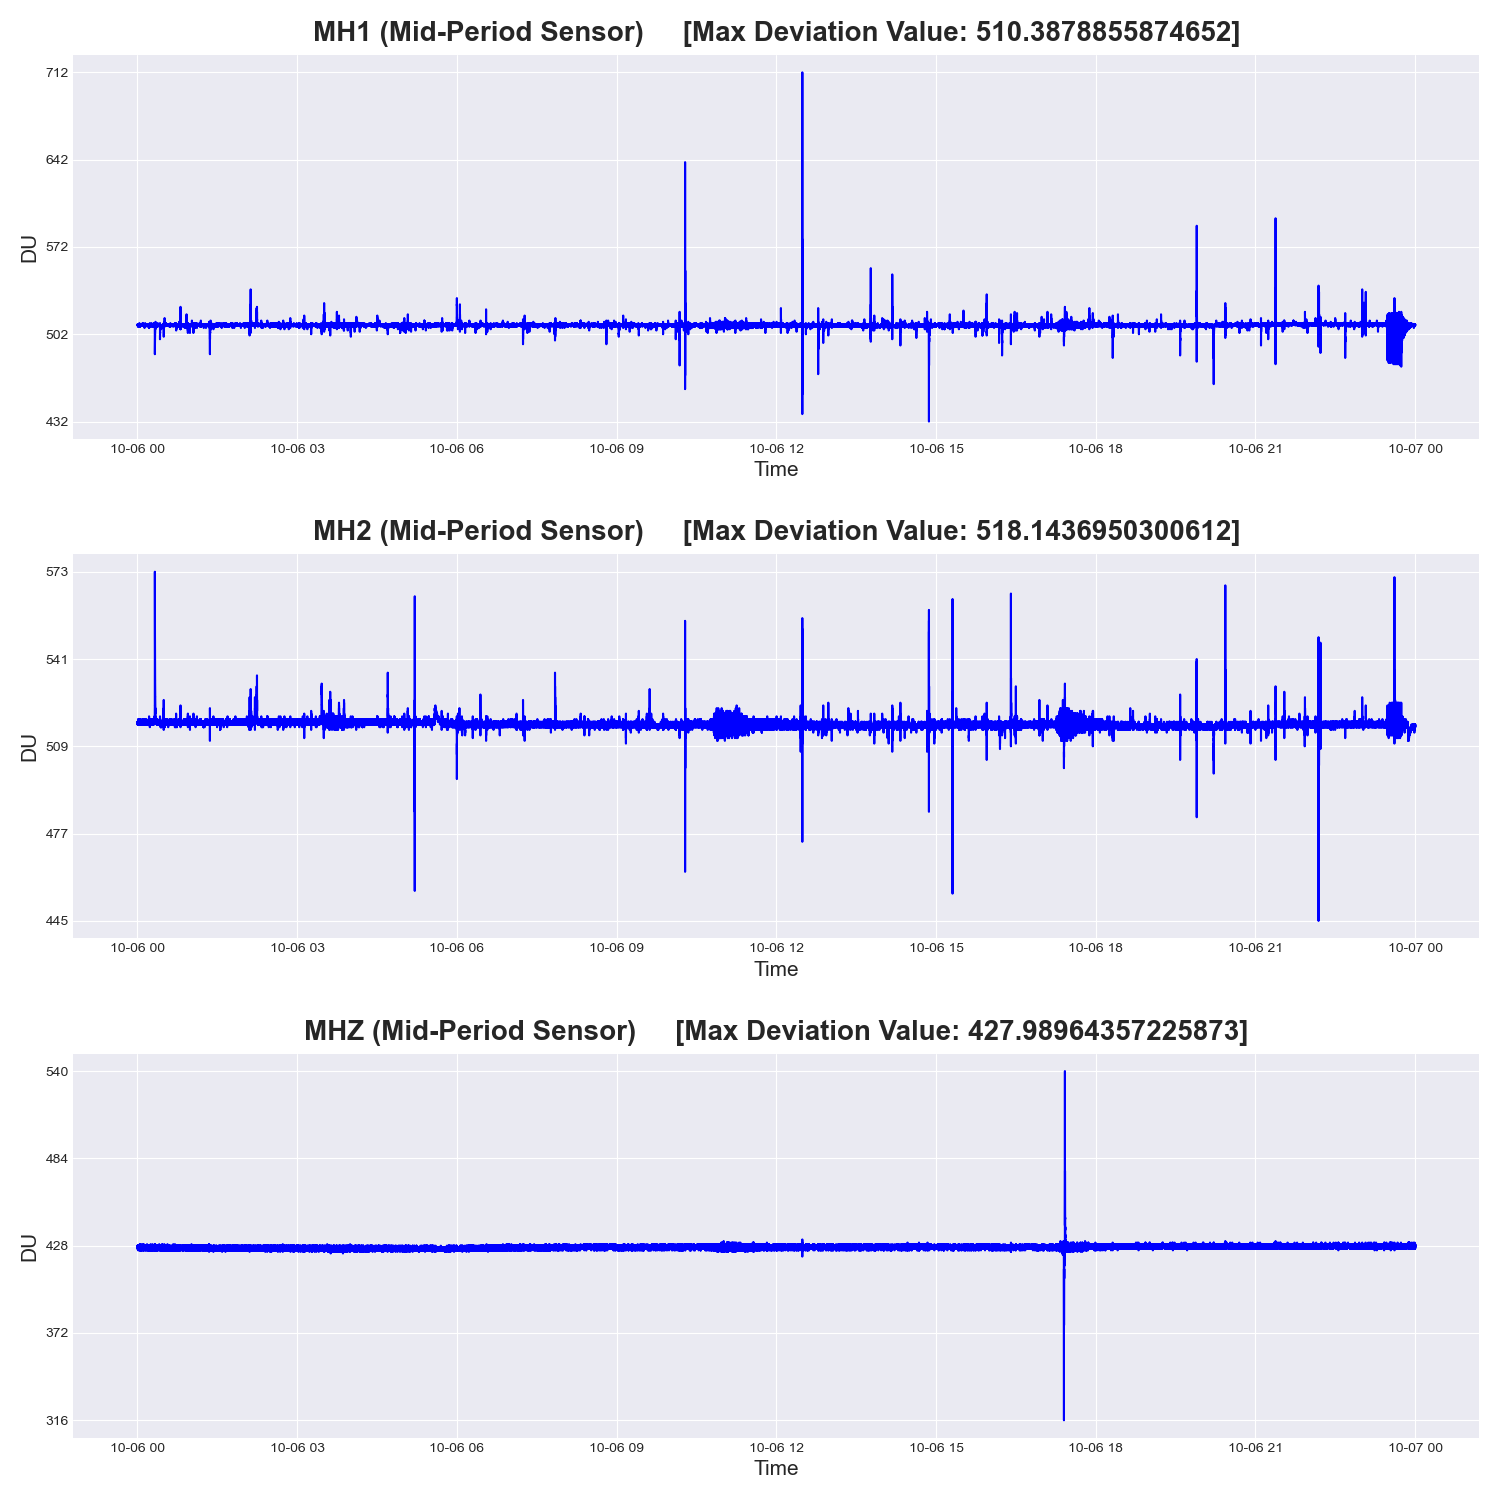 MH1 (Mid-Period Sensor) [Max Deviation Value: 510.3878855874652]
712
642
572
502
432
DU
10-06 00 10-06 03 10-06 06 10-06 09 10-06 12 10-06 15 10-06 18 10-06 21 10-07 00
Time
MH2 (Mid-Period Sensor) [Max Deviation Value: 518.1436950300612]
573
541
509
477
445
DU
10-06 00 10-06 03 10-06 06 10-06 09 10-06 12 10-06 15 10-06 18 10-06 21 10-07 00
Time
MHZ (Mid-Period Sensor) [Max Deviation Value: 427.98964357225873]
540
484
428
372
316
DU
10-06 00 10-06 03 10-06 06 10-06 09 10-06 12 10-06 15 10-06 18 10-06 21 10-07 00
Time